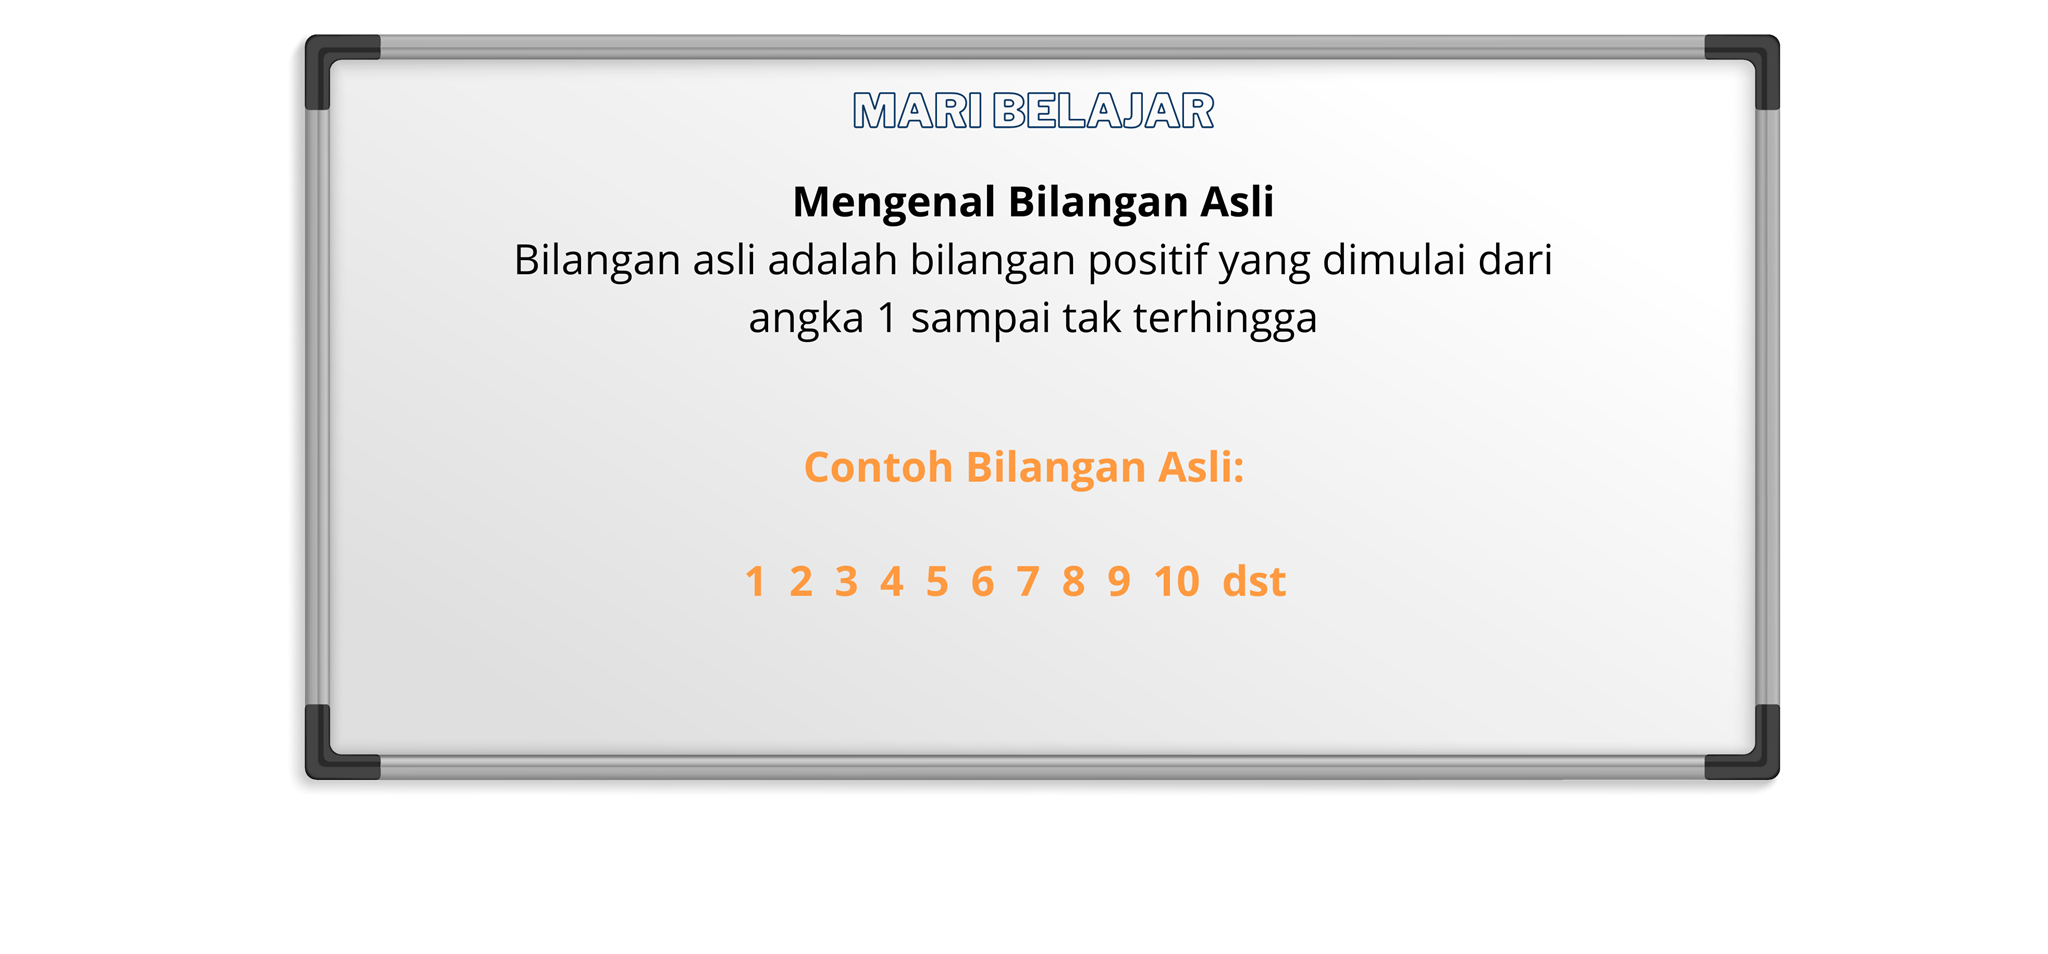 MARI BELAJAR
Mengenal Bilangan Asli
Bilangan asli adalah bilangan positif yang dimulai dari
angka 1 sampai tak terhingga
Contoh Bilangan Asli:
1 2 3 4 5 6 7 8 9 10 dst